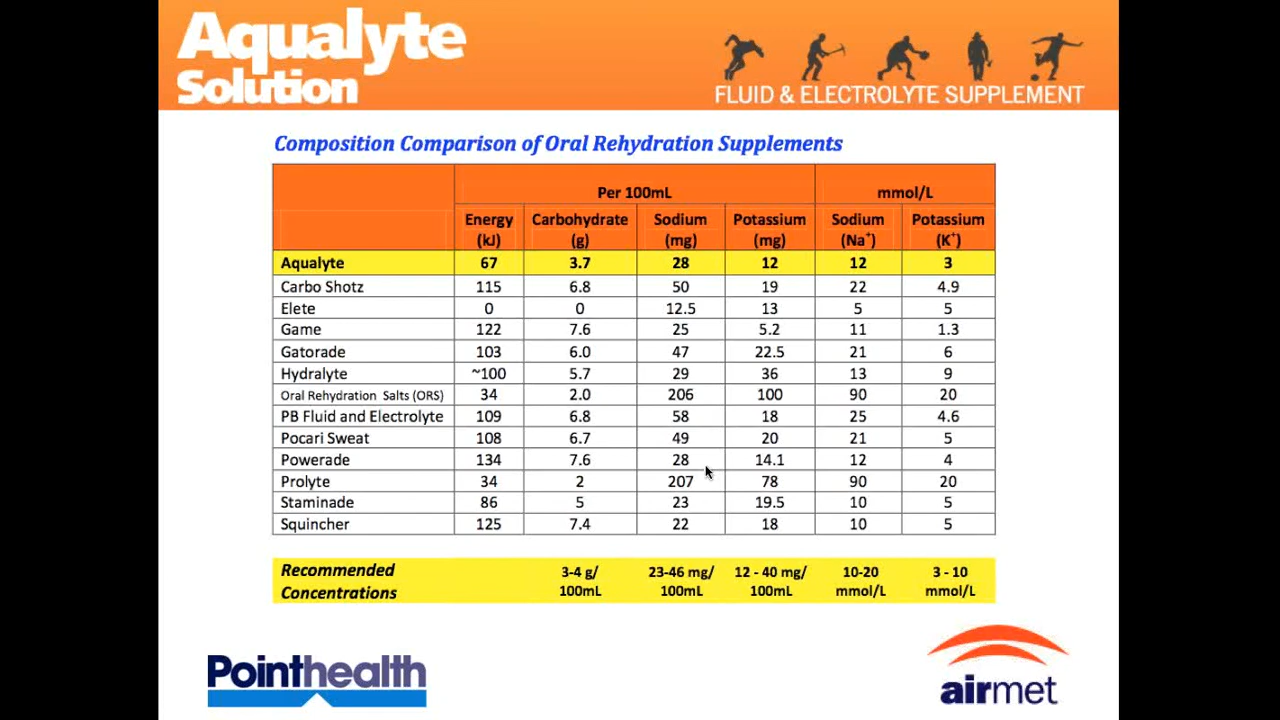 Aqualyte
Solution
FLUID & ELECTROLYTE SUPPLEMENT
Composition Comparison of Oral Rehydration Supplements
Per 100mL mmol/L
Energy Carbohydrate Sodium Potassium Sodium Potassium
(kJ) (g) (mg) (mg) (Na⁺) (K⁺)
Aqualyte 67 3.7 28 12 12 3
Carbo Shotz 115 6.8 50 19 22 4.9
Elete 0 0 12.5 13 5 5
Game 122 7.6 25 5.2 11 1.3
Gatorade 103 6.0 47 22.5 21 6
Hydralyte ~100 5.7 29 36 13 9
Oral Rehydration Salts (ORS) 34 2.0 206 100 90 20
PB Fluid and Electrolyte 109 6.8 58 18 25 4.6
Pocari Sweat 108 6.7 49 20 21 5
Powerade 134 7.6 28 14.1 12 4
Prolyte 34 2 207 78 90 20
Staminade 86 5 23 19.5 10 5
Squincher 125 7.4 22 18 10 5
Recommended 3-4 g/ 23-46 mg/ 12 - 40 mg/ 10-20 3 - 10
Concentrations 100mL 100mL 100mL mmol/L mmol/L
Pointhealth
airmet